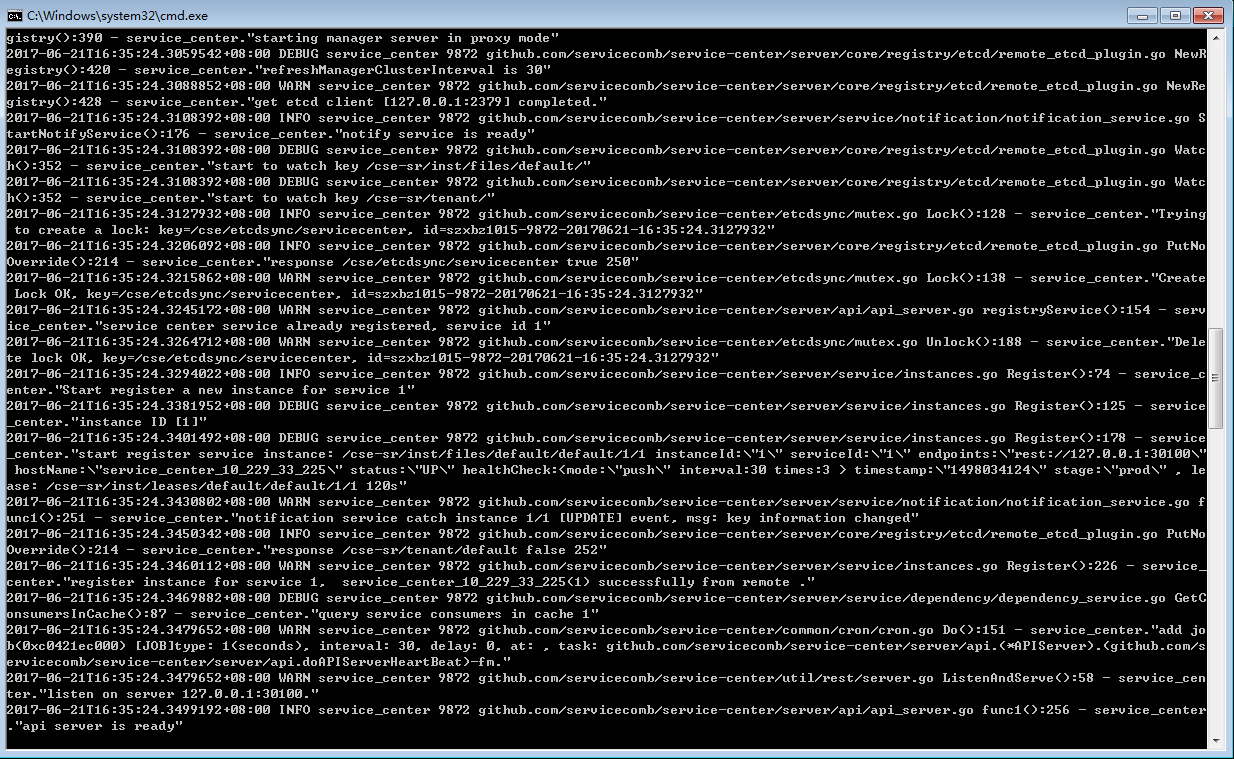 C:\Windows\system32\cmd.exe
gistry():390 - service_center."starting manager server in proxy mode"
2017-06-21T16:35:24.3059542+08:00 DEBUG service_center 9872 github.com/servicecomb/service-center/server/core/registry/etcd/remote_etcd_plugin.go NewR
egistry():420 - service_center."refreshManagerClusterInterval is 30"
2017-06-21T16:35:24.3088852+08:00 WARN service_center 9872 github.com/servicecomb/service-center/server/core/registry/etcd/remote_etcd_plugin.go NewRe
gistry():428 - service_center."get etcd client [127.0.0.1:2379] completed."
2017-06-21T16:35:24.3108392+08:00 INFO service_center 9872 github.com/servicecomb/service-center/server/service/notification/notification_service.go S
tartNotifyService():176 - service_center."notify service is ready"
2017-06-21T16:35:24.3108392+08:00 DEBUG service_center 9872 github.com/servicecomb/service-center/server/core/registry/etcd/remote_etcd_plugin.go Watc
h():352 - service_center."start to watch key /cse-sr/inst/files/default/"
2017-06-21T16:35:24.3108392+08:00 DEBUG service_center 9872 github.com/servicecomb/service-center/server/core/registry/etcd/remote_etcd_plugin.go Watc
h():352 - service_center."start to watch key /cse-sr/tenant/"
2017-06-21T16:35:24.3127932+08:00 INFO service_center 9872 github.com/servicecomb/service-center/etcdsync/mutex.go Lock():128 - service_center."Trying
 to create a lock: key=/cse/etcdsync/servicecenter, id=szxbz1015-9872-20170621-16:35:24.3127932"
2017-06-21T16:35:24.3206092+08:00 INFO service_center 9872 github.com/servicecomb/service-center/server/core/registry/etcd/remote_etcd_plugin.go PutNo
Override():214 - service_center."response /cse/etcdsync/servicecenter true 250"
2017-06-21T16:35:24.3215862+08:00 WARN service_center 9872 github.com/servicecomb/service-center/etcdsync/mutex.go Lock():138 - service_center."Create
 Lock OK, key=/cse/etcdsync/servicecenter, id=szxbz1015-9872-20170621-16:35:24.3127932"
2017-06-21T16:35:24.3245172+08:00 WARN service_center 9872 github.com/servicecomb/service-center/server/api/api_server.go registryService():154 - serv
ice_center."service center service already registered, service id 1"
2017-06-21T16:35:24.3264712+08:00 WARN service_center 9872 github.com/servicecomb/service-center/etcdsync/mutex.go Unlock():188 - service_center."Dele
te lock OK, key=/cse/etcdsync/servicecenter, id=szxbz1015-9872-20170621-16:35:24.3127932"
2017-06-21T16:35:24.3294022+08:00 INFO service_center 9872 github.com/servicecomb/service-center/server/service/instances.go Register():74 - service_c
enter."Start register a new instance for service 1"
2017-06-21T16:35:24.3381952+08:00 DEBUG service_center 9872 github.com/servicecomb/service-center/server/service/instances.go Register():125 - service
_center."instance ID [1]"
2017-06-21T16:35:24.3401492+08:00 DEBUG service_center 9872 github.com/servicecomb/service-center/server/service/instances.go Register():178 - service
_center."start register service instance: /cse-sr/inst/files/default/default/1/1 instanceId:\"1\" serviceId:\"1\" endpoints:\"rest://127.0.0.1:30100\"
 hostName:\"service_center_10_229_33_225\" status:\"UP\" healthCheck:<mode:\"push\" interval:30 times:3 > timestamp:\"1498034124\" stage:\"prod\" , le
ase: /cse-sr/inst/leases/default/default/1/1 120s"
2017-06-21T16:35:24.3430802+08:00 WARN service_center 9872 github.com/servicecomb/service-center/server/service/notification/notification_service.go f
unc1():251 - service_center."notification service catch instance 1/1 [UPDATE] event, msg: key information changed"
2017-06-21T16:35:24.3450342+08:00 INFO service_center 9872 github.com/servicecomb/service-center/server/core/registry/etcd/remote_etcd_plugin.go PutNo
Override():214 - service_center."response /cse-sr/tenant/default false 252"
2017-06-21T16:35:24.3460112+08:00 WARN service_center 9872 github.com/servicecomb/service-center/server/service/instances.go Register():226 - service_
center."register instance for service 1,  service_center_10_229_33_225(1) successfully from remote ."
2017-06-21T16:35:24.3469882+08:00 DEBUG service_center 9872 github.com/servicecomb/service-center/server/service/dependency/dependency_service.go GetC
onsumersInCache():87 - service_center."query service consumers in cache 1"
2017-06-21T16:35:24.3479652+08:00 WARN service_center 9872 github.com/servicecomb/service-center/common/cron/cron.go Do():151 - service_center."add jo
b(0xc0421ec000) [JOB]type: 1(seconds), interval: 30, delay: 0, at: , task: github.com/servicecomb/service-center/server/api.(*APIServer).(github.com/s
ervicecomb/service-center/server/api.doAPIServerHeartBeat)-fm."
2017-06-21T16:35:24.3479652+08:00 WARN service_center 9872 github.com/servicecomb/service-center/util/rest/server.go ListenAndServe():58 - service_cen
ter."listen on server 127.0.0.1:30100."
2017-06-21T16:35:24.3499192+08:00 INFO service_center 9872 github.com/servicecomb/service-center/server/api/api_server.go func1():256 - service_center
."api server is ready"